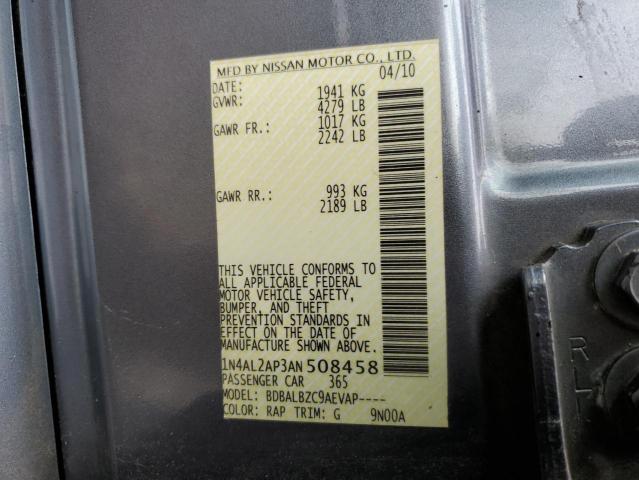 MFD BY NISSAN MOTOR CO., LTD.
DATE: 04/10
GVWR: 1941 KG
4279 LB
GAWR FR.: 1017 KG
2242 LB
GAWR RR.: 993 KG
2189 LB
THIS VEHICLE CONFORMS TO
ALL APPLICABLE FEDERAL
MOTOR VEHICLE SAFETY,
BUMPER, AND THEFT
PREVENTION STANDARDS IN
EFFECT ON THE DATE OF
MANUFACTURE SHOWN ABOVE.
1N4AL2AP3AN508458
PASSENGER CAR 365
MODEL: BDBALBZC9AEVAP----
COLOR: RAP TRIM: G 9N00A